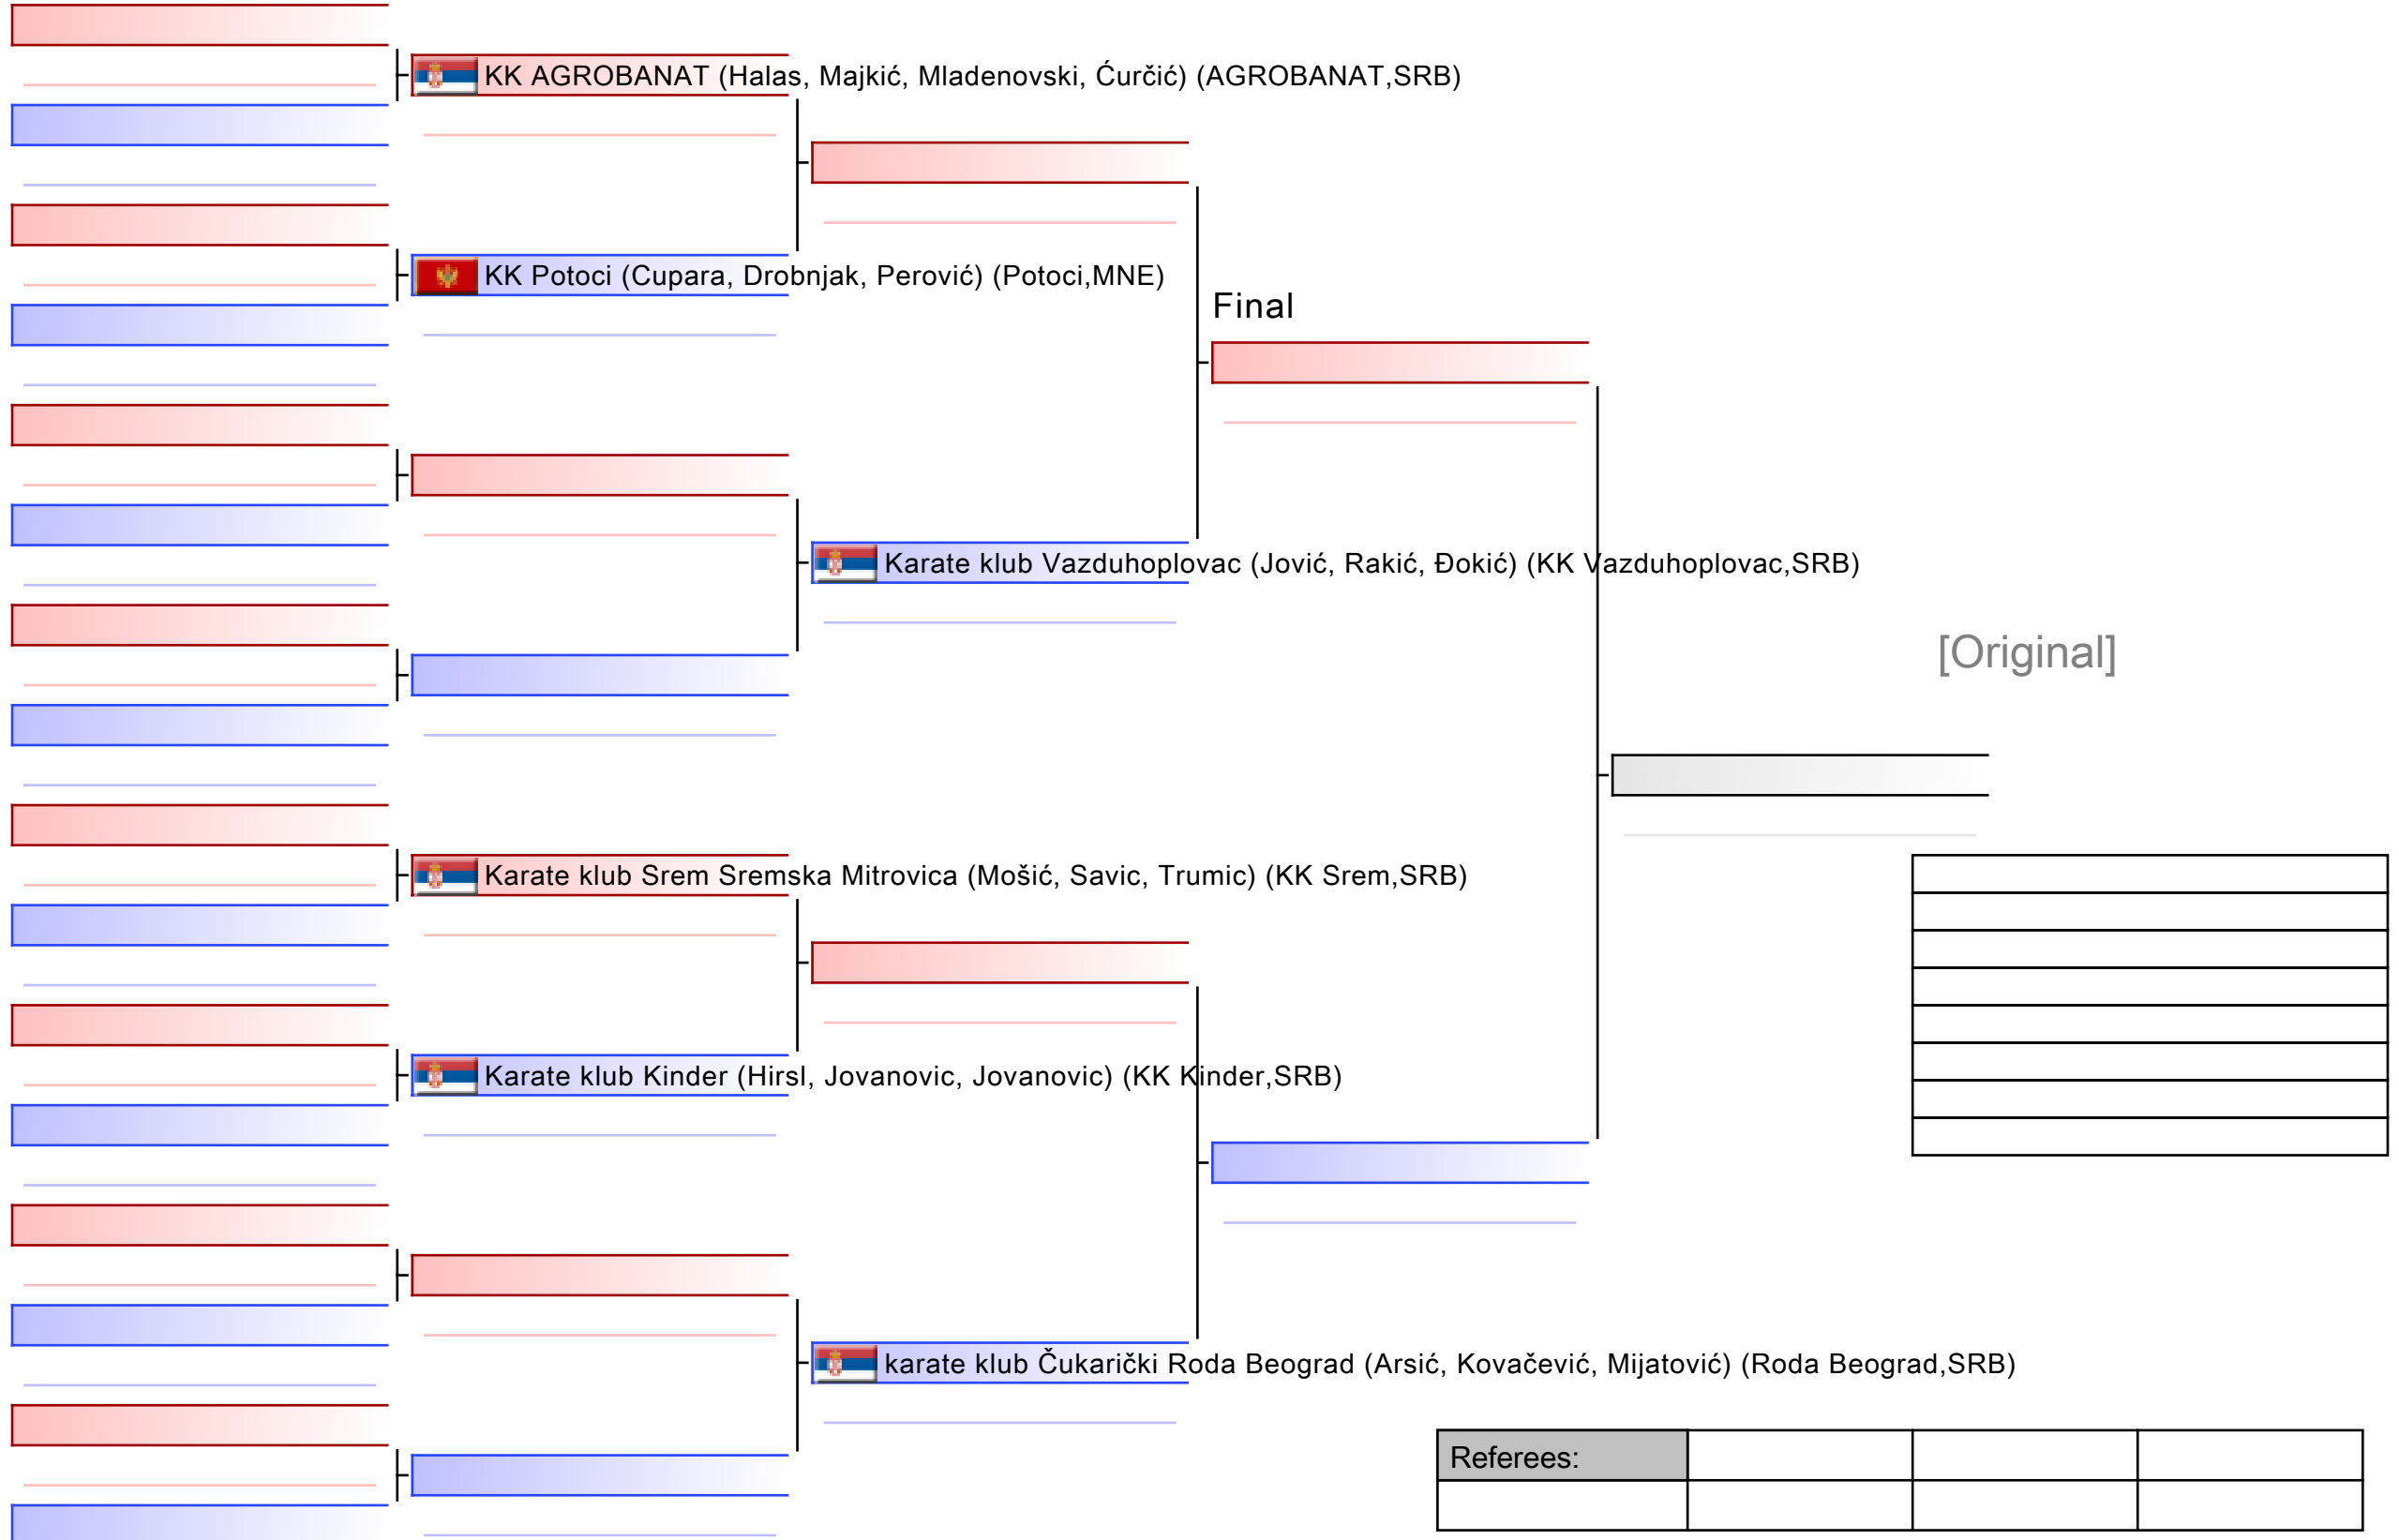 KK AGROBANAT (Halas, Majkić, Mladenovski, Ćurčić) (AGROBANAT,SRB)
KK Potoci (Cupara, Drobnjak, Perović) (Potoci,MNE)
Final
Karate klub Vazduhoplovac (Jović, Rakić, Đokić) (KK Vazduhoplovac,SRB)
[Original]
Karate klub Srem Sremska Mitrovica (Mošić, Savic, Trumic) (KK Srem,SRB)
Karate klub Kinder (Hirsl, Jovanovic, Jovanovic) (KK Kinder,SRB)
karate klub Čukarički Roda Beograd (Arsić, Kovačević, Mijatović) (Roda Beograd,SRB)
Referees: